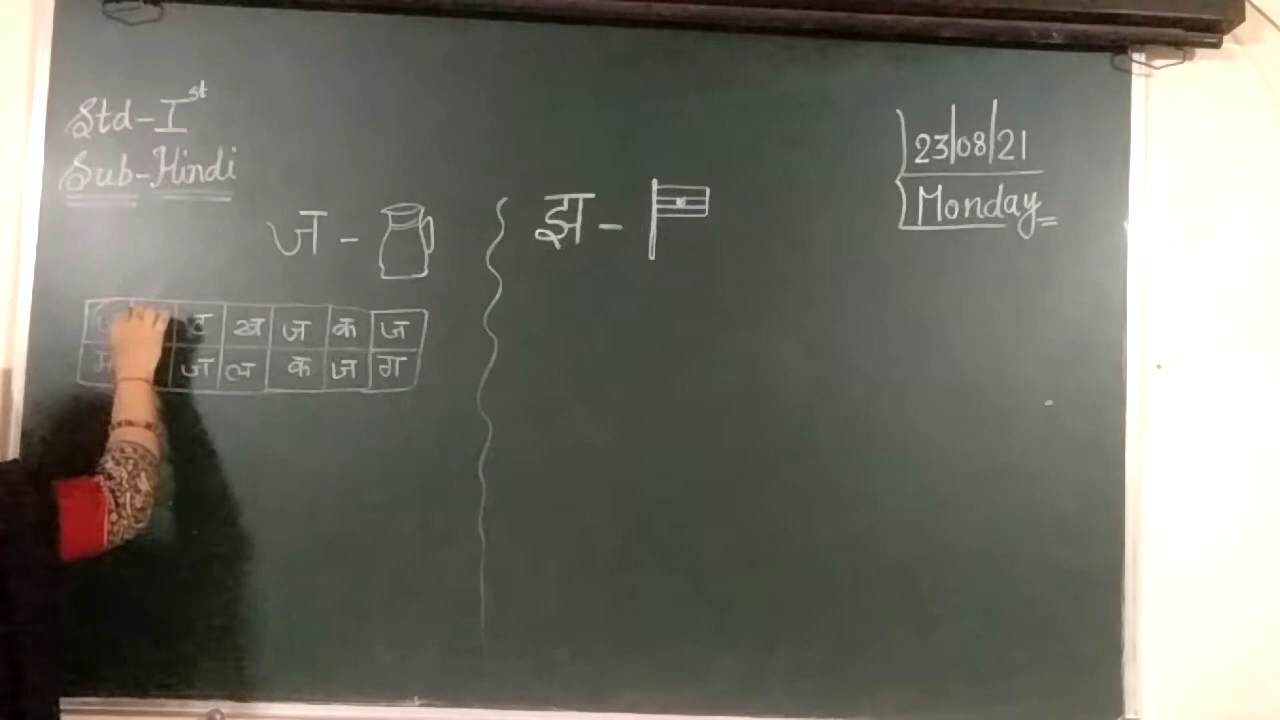 Std-Iˢᵗ
Sub-Hindi
23/08/21
Monday
ज -
झ -
ट ख ज क ज
ज ल क ज ग